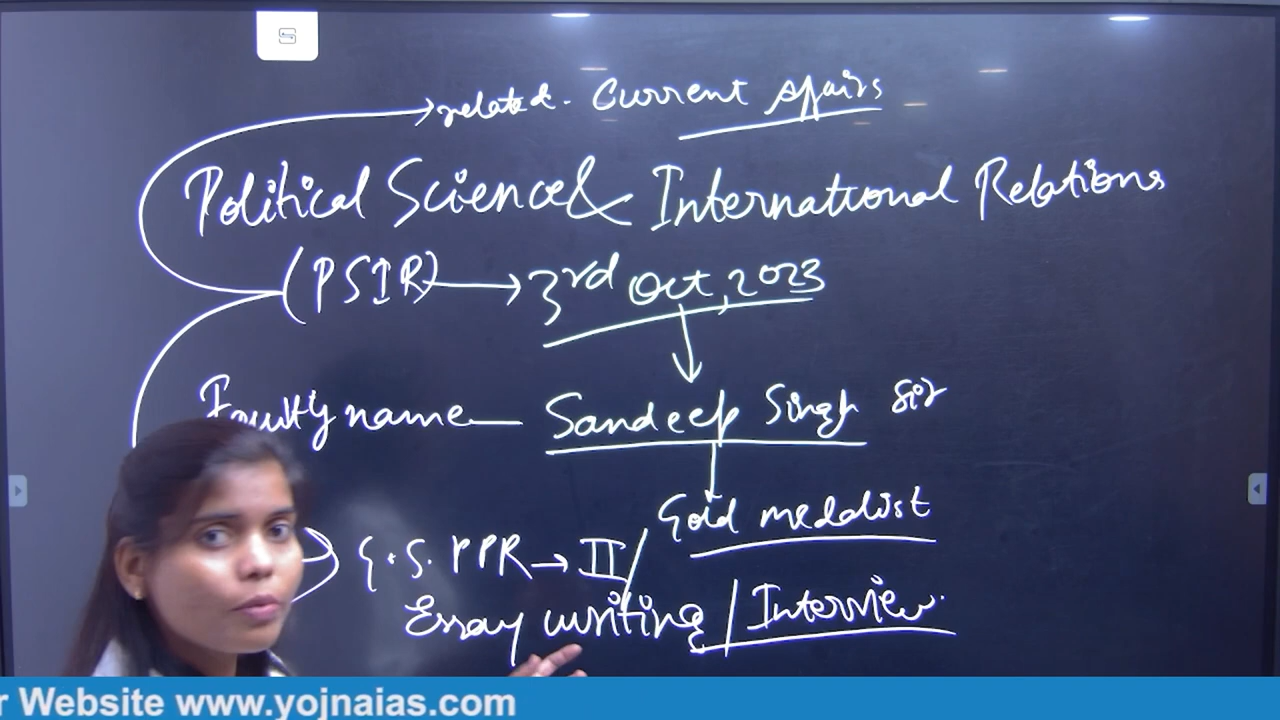 related. Current Affairs
Political Science & International Relations
(PSIR) → 3rd Oct, 2023
Faculty name — Sandeep Singh Sir
Gold medalist
G.S. PPR → II /
Essay writing / Interview.
r Website www.yojnaias.com